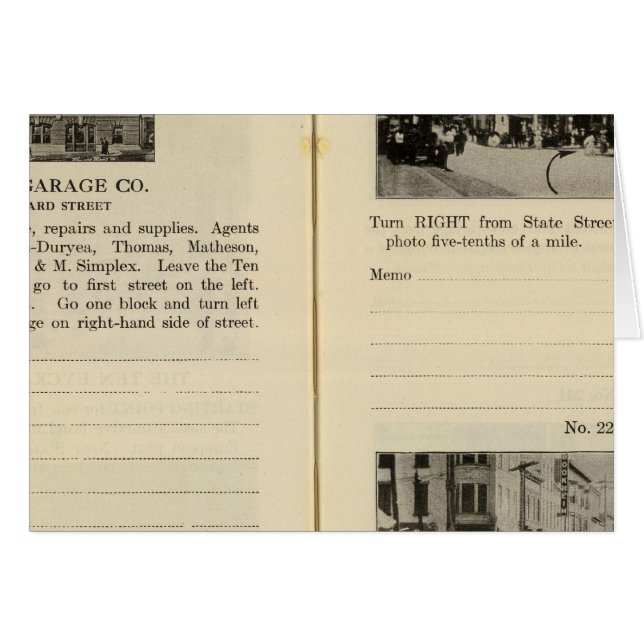 GARAGE CO.
ARD STREET
, repairs and supplies. Agents
-Duryea, Thomas, Matheson,
& M. Simplex. Leave the Ten
go to first street on the left.
. Go one block and turn left
ge on right-hand side of street.
Turn RIGHT from State Stree
photo five-tenths of a mile.
Memo
No. 22